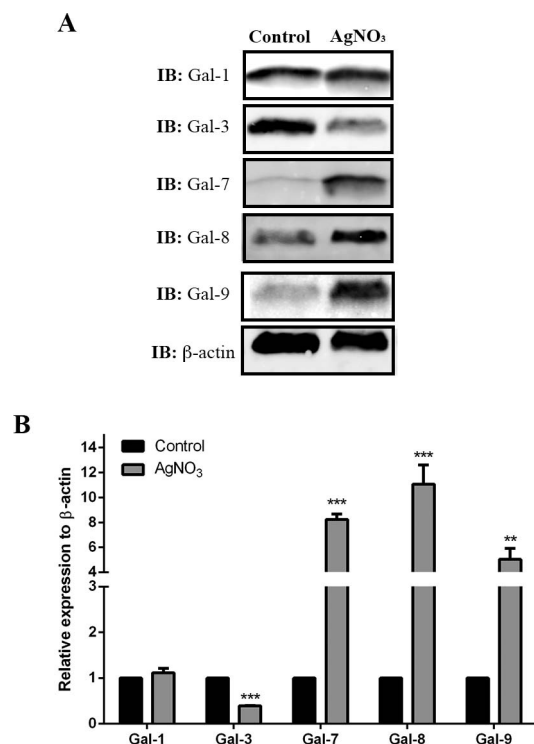 A
Control AgNO₃
IB: Gal-1
IB: Gal-3
IB: Gal-7
IB: Gal-8
IB: Gal-9
IB: β-actin
B
Relative expression to β-actin
14
12
10
8
6
4
3
2
1
0
Control
AgNO₃
***
***
***
**
Gal-1 Gal-3 Gal-7 Gal-8 Gal-9